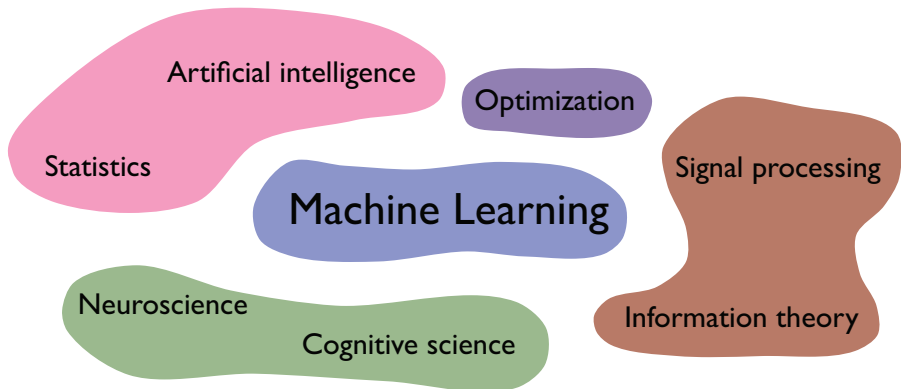 Artificial intelligence
Optimization
Statistics
Signal processing
Machine Learning
Neuroscience
Information theory
Cognitive science